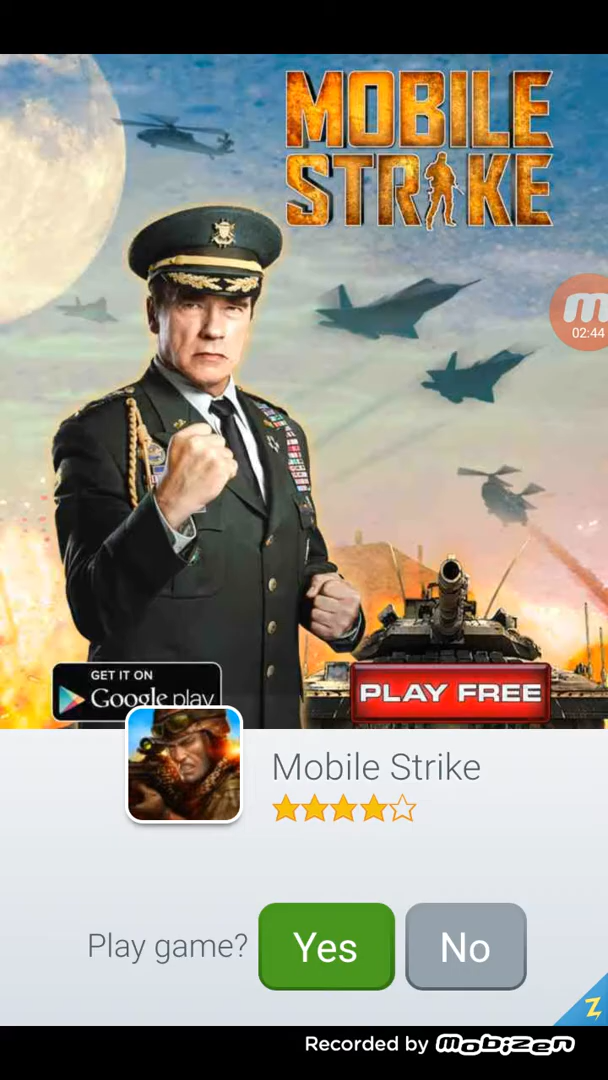 MOBILE
STRIKE
02:44
GET IT ON
Google play
PLAY FREE
Mobile Strike
Play game?
Yes
No
Recorded by mobizen